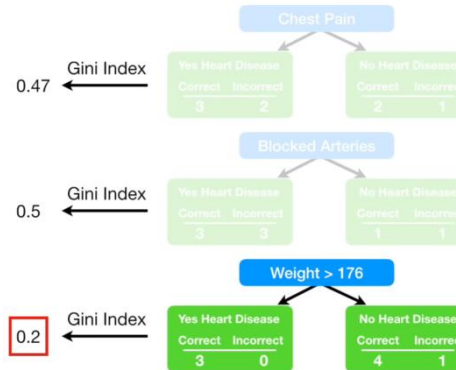 Chest Pain
Gini Index
0.47
Yes Heart Disease
Correct Incorrect
3 2
No Heart Disease
Correct Incorrect
2 1
Blocked Arteries
Gini Index
0.5
Yes Heart Disease
Correct Incorrect
3 3
No Heart Disease
Correct Incorrect
1 1
Weight > 176
Gini Index
0.2
Yes Heart Disease
Correct Incorrect
3 0
No Heart Disease
Correct Incorrect
4 1